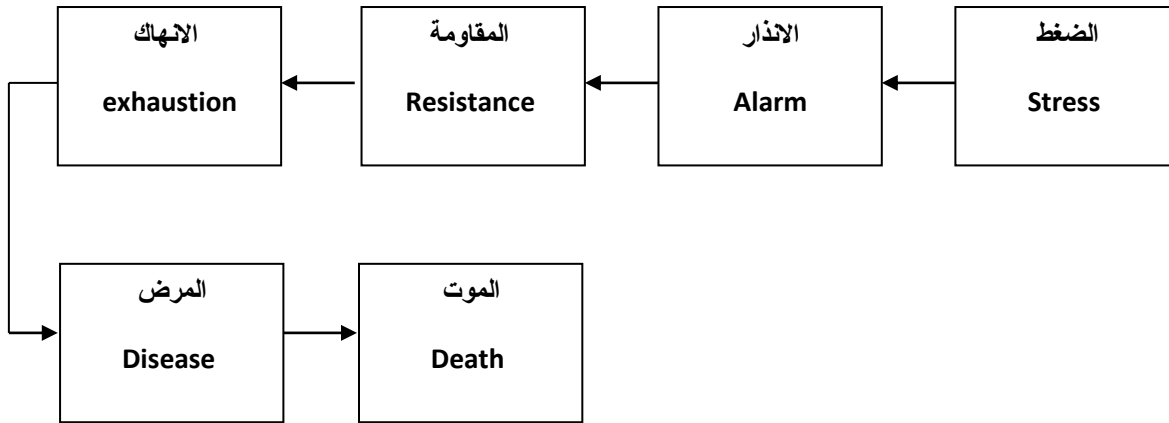 الضغط
Stress
الانذار
Alarm
المقاومة
Resistance
الانهاك
exhaustion
المرض
Disease
الموت
Death